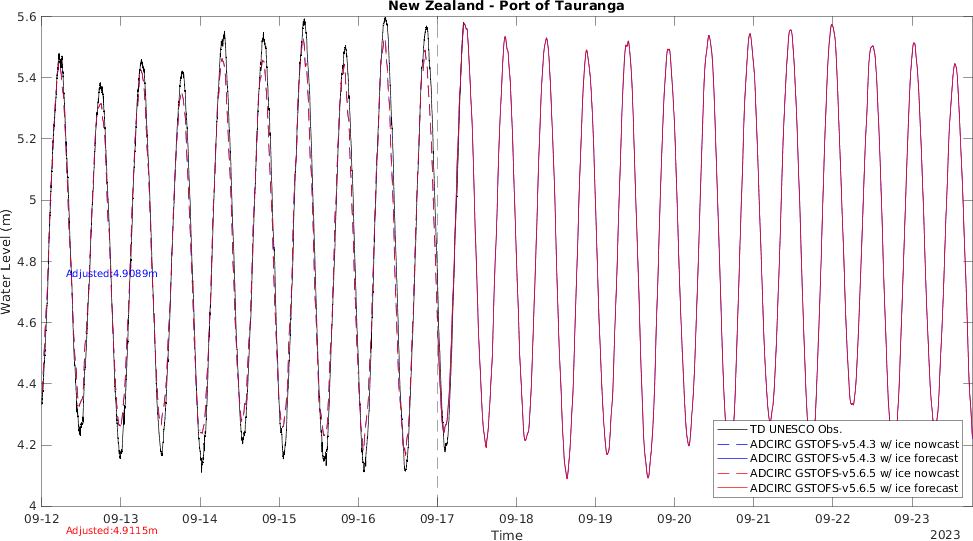 New Zealand - Port of Tauranga
Water Level (m)
5.6
5.4
5.2
5
4.8
4.6
4.4
4.2
4
Adjusted:4.9089m
TD UNESCO Obs.
ADCIRC GSTOFS-v5.4.3 w/ ice nowcast
ADCIRC GSTOFS-v5.4.3 w/ ice forecast
ADCIRC GSTOFS-v5.6.5 w/ ice nowcast
ADCIRC GSTOFS-v5.6.5 w/ ice forecast
09-12 09-13 09-14 09-15 09-16 09-17 09-18 09-19 09-20 09-21 09-22 09-23
Adjusted:4.9115m
Time
2023